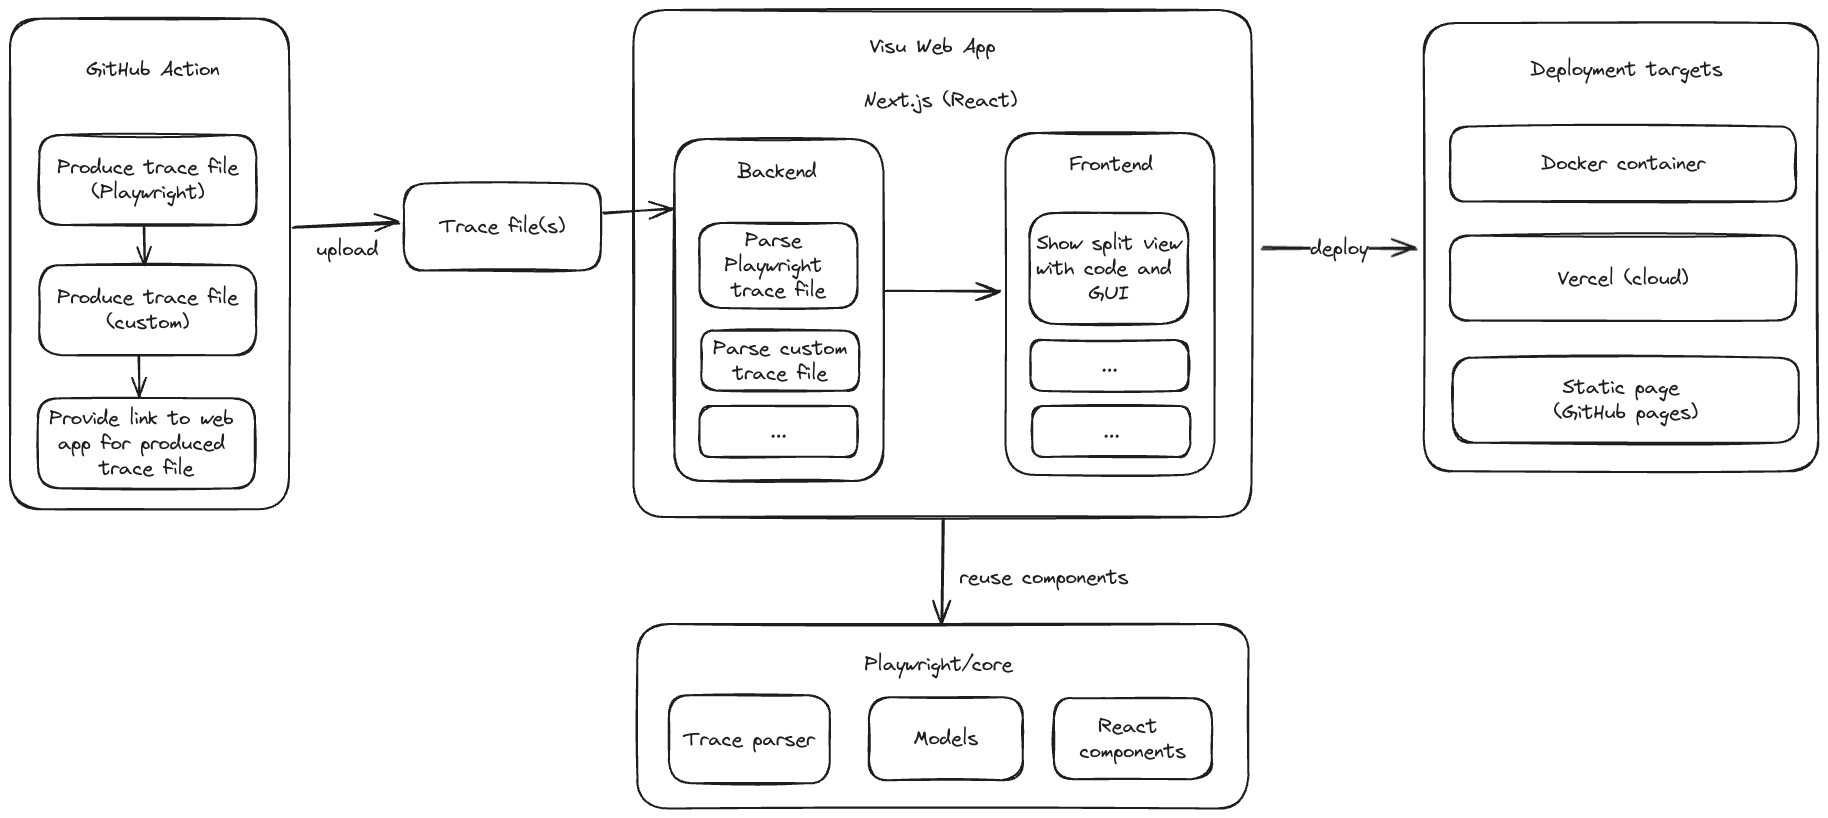 GitHub Action
Produce trace file
(Playwright)
Produce trace file
(custom)
Provide link to web
app for produced
trace file
upload
Trace file(s)
Visu Web App
Next.js (React)
Backend
Parse
Playwright
trace file
Parse custom
trace file
...
Frontend
Show split view
with code and
GUI
...
...
deploy
Deployment targets
Docker container
Vercel (cloud)
Static page
(GitHub pages)
reuse components
Playwright/core
Trace parser
Models
React
components